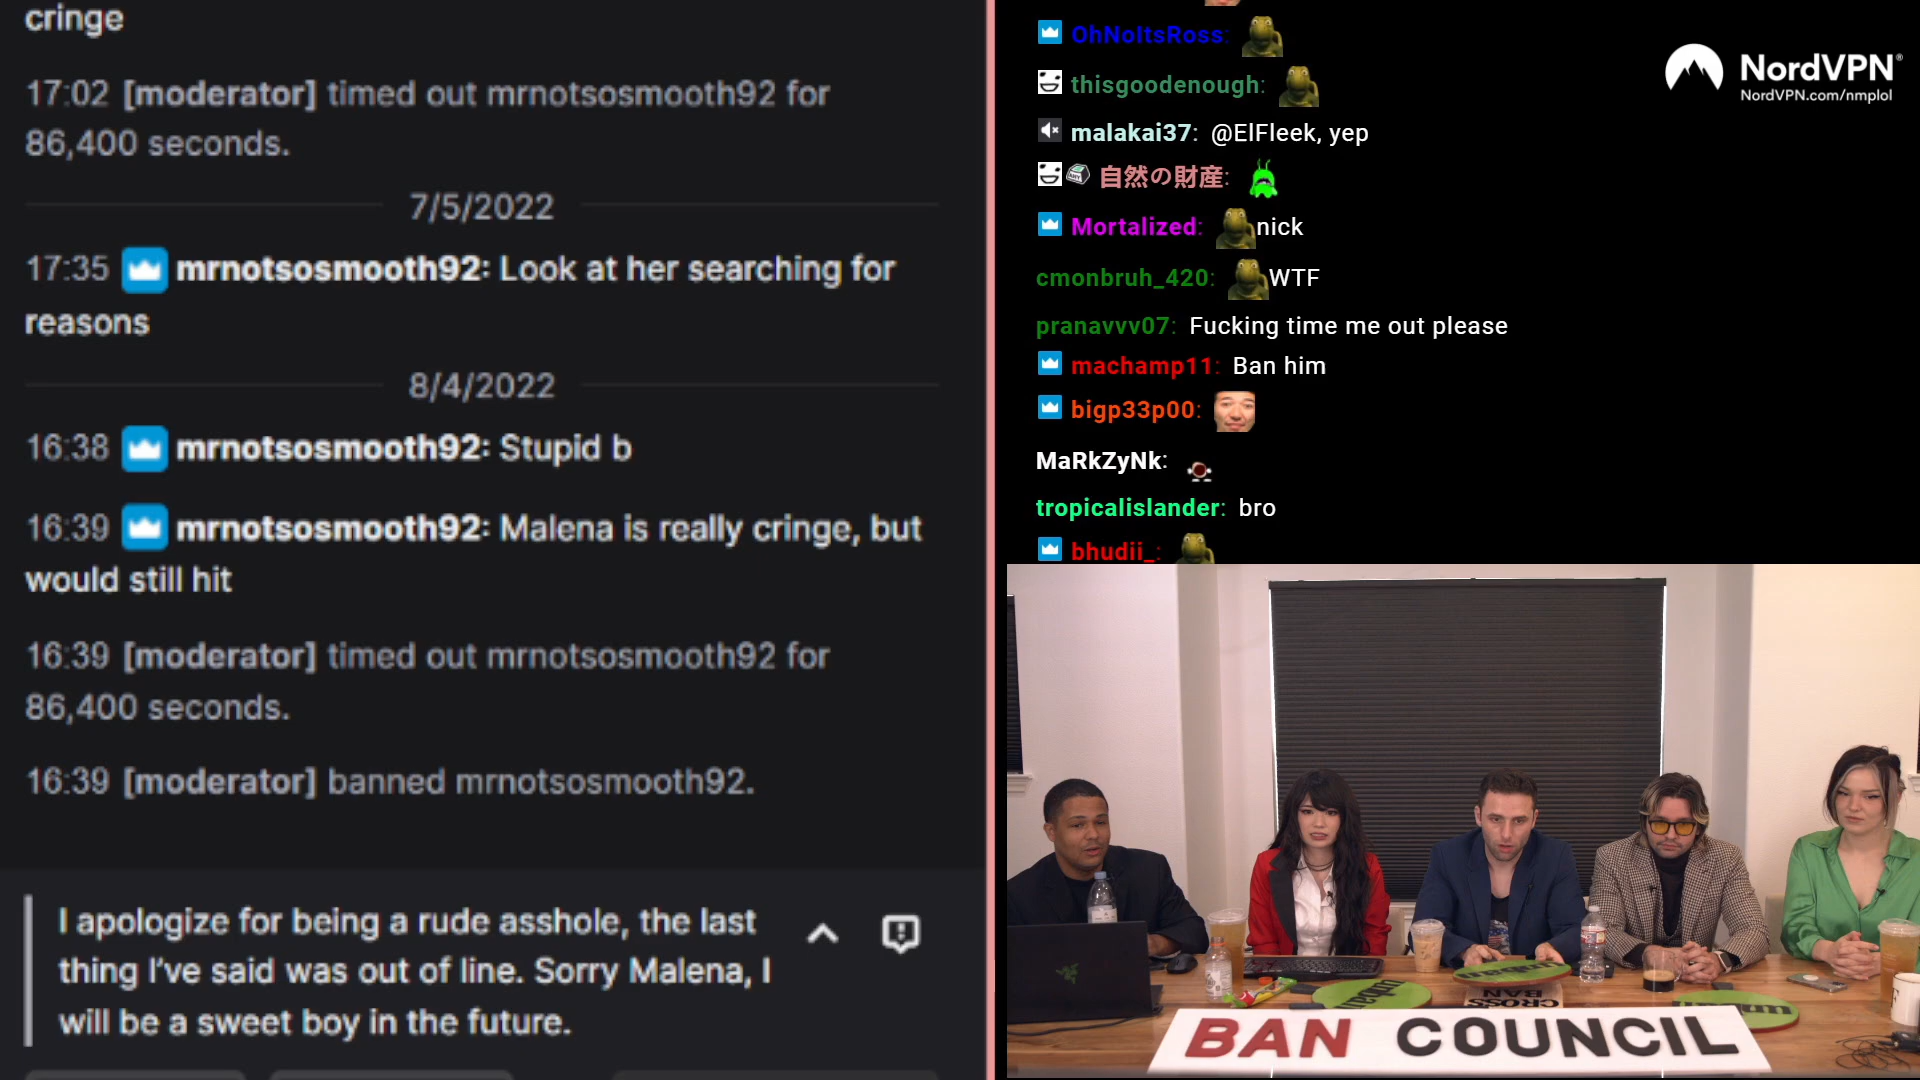 cringe
17:02 [moderator] timed out mrnotsosmooth92 for
86,400 seconds.
7/5/2022
17:35 mrnotsosmooth92: Look at her searching for
reasons
8/4/2022
16:38 mrnotsosmooth92: Stupid b
16:39 mrnotsosmooth92: Malena is really cringe, but
would still hit
16:39 [moderator] timed out mrnotsosmooth92 for
86,400 seconds.
16:39 [moderator] banned mrnotsosmooth92.
I apologize for being a rude asshole, the last
thing I've said was out of line. Sorry Malena, I
will be a sweet boy in the future.
OhNoItsRoss:
thisgoodenough:
malakai37: @ElFleek, yep
自然の財産:
Mortalized: nick
cmonbruh_420: WTF
pranavvv07: Fucking time me out please
machamp11: Ban him
bigp33p00:
MaRkZyNk:
tropicalislander: bro
bhudii_:
NordVPN®
NordVPN.com/nmplol
unban
unban
CROSS
BAN
unban
BAN COUNCIL